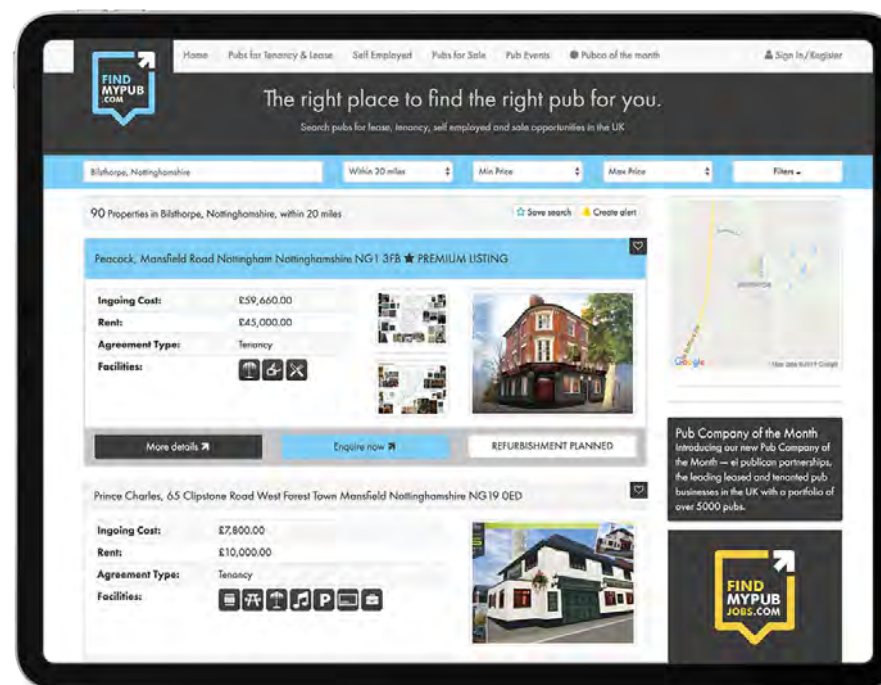 FIND
MYPUB
.COM
Home Pubs for Tenancy & Lease Self Employed Pubs for Sale Pub Events Pubco of the month Sign In/Register
The right place to find the right pub for you.
Search pubs for lease, tenancy, self employed and sale opportunities in the UK
Bilsthorpe, Nottinghamshire Within 20 miles Min Price Max Price Filters
90 Properties in Bilsthorpe, Nottinghamshire, within 20 miles Save search Create alert
Peacock, Mansfield Road Nottingham Nottinghamshire NG1 3FB ★ PREMIUM LISTING
Ingoing Cost: £59,660.00
Rent: £45,000.00
Agreement Type: Tenancy
Facilities:
More details Enquire now REFURBISHMENT PLANNED
Prince Charles, 65 Clipstone Road West Forest Town Mansfield Nottinghamshire NG19 0ED
Ingoing Cost: £7,800.00
Rent: £10,000.00
Agreement Type: Tenancy
Facilities:
P
Google Map data ©2019 Google
Pub Company of the Month
Introducing our new Pub Company of
the Month — ei publican partnerships,
the leading leased and tenanted pub
businesses in the UK with a portfolio of
over 5000 pubs.
FIND
MYPUB
JOBS.COM